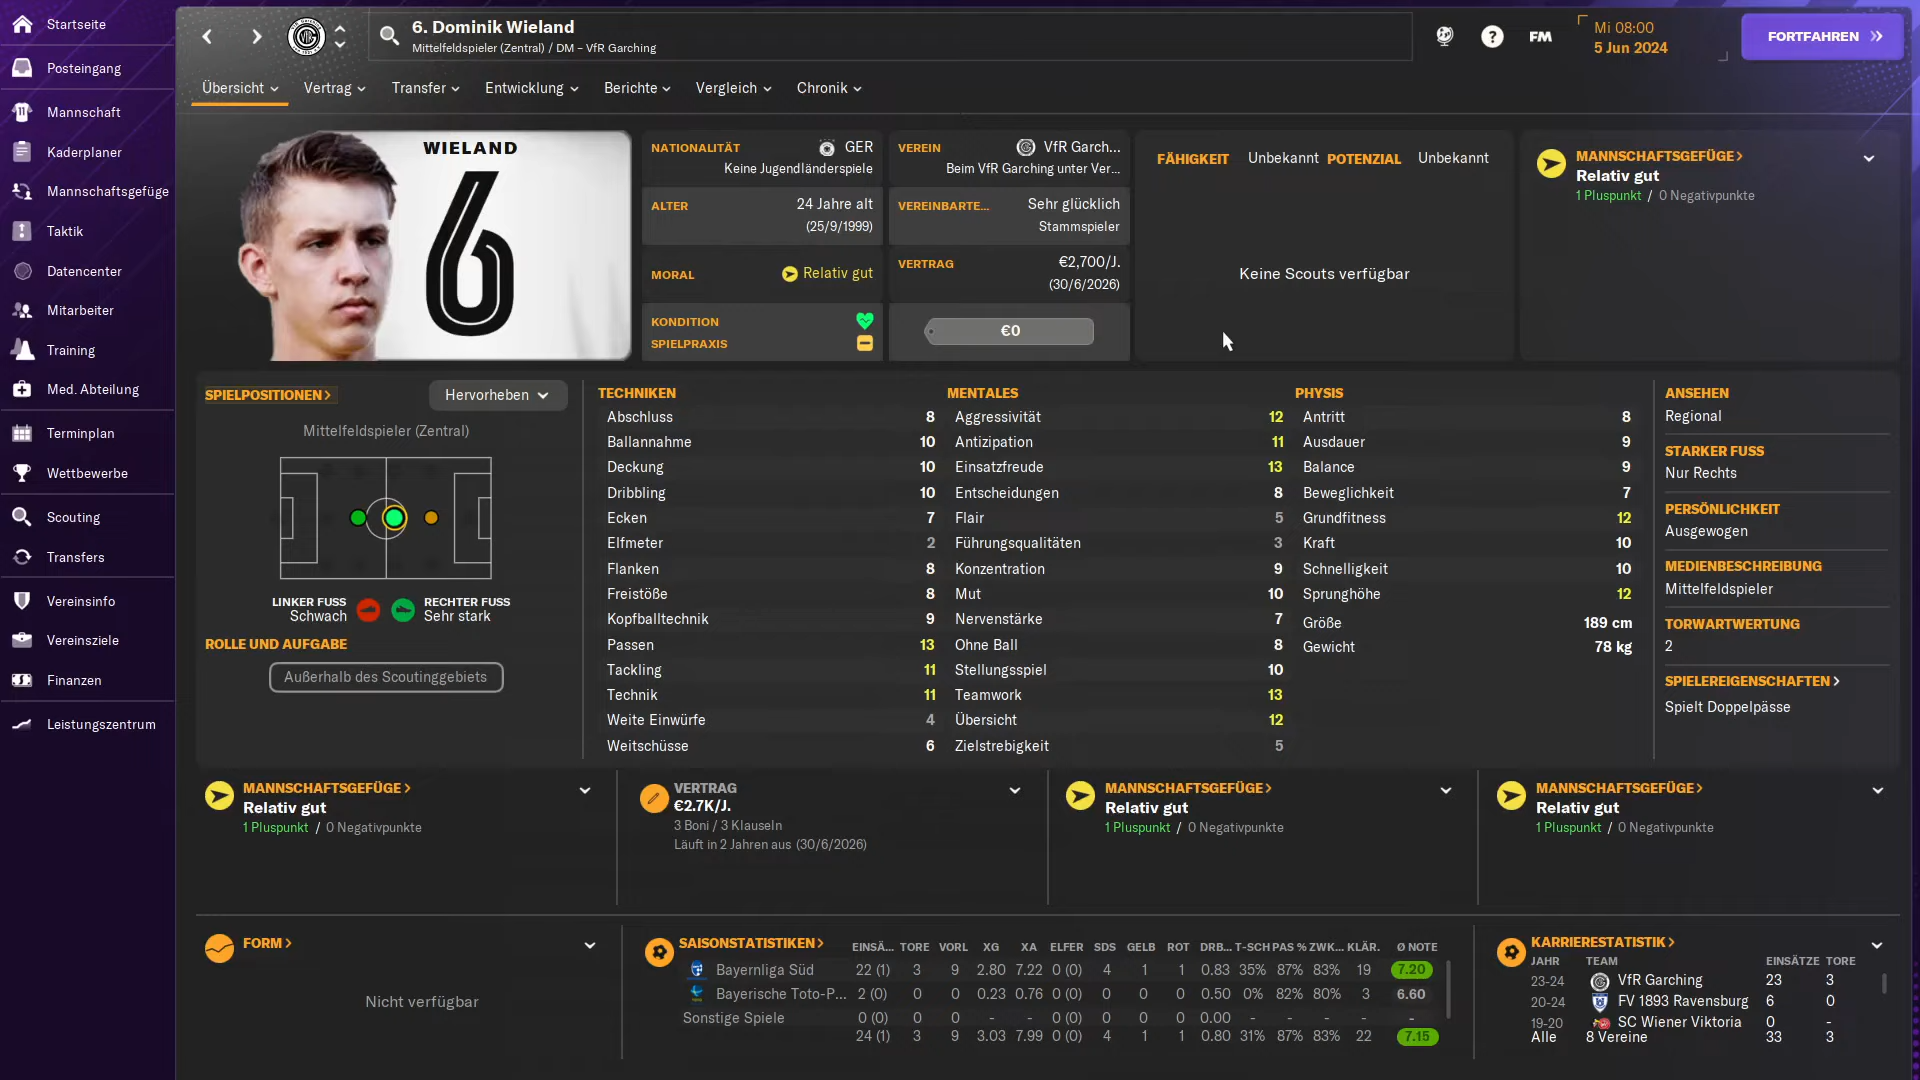 Startseite
Posteingang
Mannschaft
Kaderplaner
Mannschaftsgefüge
Taktik
Datencenter
Mitarbeiter
Training
Med. Abteilung
Terminplan
Wettbewerbe
Scouting
Transfers
Vereinsinfo
Vereinsziele
Finanzen
Leistungszentrum
6. Dominik Wieland
Mittelfeldspieler (Zentral) / DM – VfR Garching
FM
Mi 08:00
5 Jun 2024
FORTFAHREN
Übersicht Vertrag Transfer Entwicklung Berichte Vergleich Chronik
WIELAND
6
NATIONALITÄT GER
Keine Jugendländerspiele
ALTER 24 Jahre alt
(25/9/1999)
MORAL Relativ gut
KONDITION
SPIELPRAXIS
VEREIN VfR Garch...
Beim VfR Garching unter Ver...
VEREINBARTE... Sehr glücklich
Stammspieler
VERTRAG €2,700/J.
(30/6/2026)
€0
FÄHIGKEIT Unbekannt POTENZIAL Unbekannt
Keine Scouts verfügbar
MANNSCHAFTSGEFÜGE>
Relativ gut
1 Pluspunkt / 0 Negativpunkte
SPIELPOSITIONEN> Hervorheben
Mittelfeldspieler (Zentral)
LINKER FUSS RECHTER FUSS
Schwach Sehr stark
ROLLE UND AUFGABE
Außerhalb des Scoutinggebiets
TECHNIKEN
Abschluss 8
Ballannahme 10
Deckung 10
Dribbling 10
Ecken 7
Elfmeter 2
Flanken 8
Freistöße 8
Kopfballtechnik 9
Passen 13
Tackling 11
Technik 11
Weite Einwürfe 4
Weitschüsse 6
MENTALES
Aggressivität 12
Antizipation 11
Einsatzfreude 13
Entscheidungen 8
Flair 5
Führungsqualitäten 3
Konzentration 9
Mut 10
Nervenstärke 7
Ohne Ball 8
Stellungsspiel 10
Teamwork 13
Übersicht 12
Zielstrebigkeit 5
PHYSIS
Antritt 8
Ausdauer 9
Balance 9
Beweglichkeit 7
Grundfitness 12
Kraft 10
Schnelligkeit 10
Sprunghöhe 12
Größe 189 cm
Gewicht 78 kg
ANSEHEN
Regional
STARKER FUSS
Nur Rechts
PERSÖNLICHKEIT
Ausgewogen
MEDIENBESCHREIBUNG
Mittelfeldspieler
TORWARTWERTUNG
2
SPIELEREIGENSCHAFTEN>
Spielt Doppelpässe
MANNSCHAFTSGEFÜGE>
Relativ gut
1 Pluspunkt / 0 Negativpunkte
VERTRAG
€2.7K/J.
3 Boni / 3 Klauseln
Läuft in 2 Jahren aus (30/6/2026)
MANNSCHAFTSGEFÜGE>
Relativ gut
1 Pluspunkt / 0 Negativpunkte
MANNSCHAFTSGEFÜGE>
Relativ gut
1 Pluspunkt / 0 Negativpunkte
FORM>
Nicht verfügbar
SAISONSTATISTIKEN> EINSÄ... TORE VORL XG XA ELFER SDS GELB ROT DRB... T-SCH PAS % ZWK... KLÄR. Ø NOTE
Bayernliga Süd 22 (1) 3 9 2.80 7.22 0 (0) 4 1 1 0.83 35% 87% 83% 19 7.20
Bayerische Toto-P... 2 (0) 0 0 0.23 0.76 0 (0) 0 0 0 0.50 0% 82% 80% 3 6.60
Sonstige Spiele 0 (0) 0 0 - - 0 (0) 0 0 0 0.00 - - - - -
24 (1) 3 9 3.03 7.99 0 (0) 4 1 1 0.80 31% 87% 83% 22 7.15
KARRIERESTATISTIK>
JAHR TEAM EINSÄTZE TORE
23-24 VfR Garching 23 3
20-24 FV 1893 Ravensburg 6 0
19-20 SC Wiener Viktoria 0 -
Alle 8 Vereine 33 3